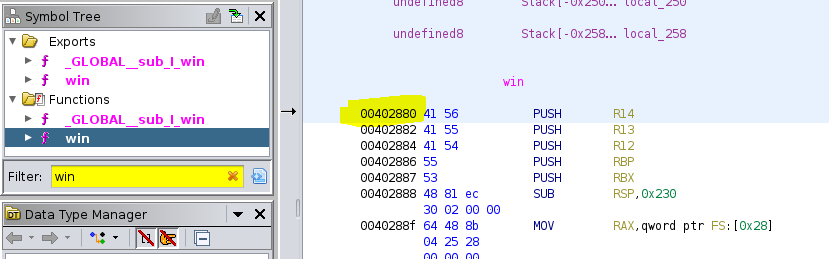 Symbol Tree
Exports
_GLOBAL__sub_I_win
win
Functions
_GLOBAL__sub_I_win
win
Filter: win
Data Type Manager
undefined8 Stack[-0x250... local_250
undefined8 Stack[-0x258... local_258
win
00402880 41 56 PUSH R14
00402882 41 55 PUSH R13
00402884 41 54 PUSH R12
00402886 55 PUSH RBP
00402887 53 PUSH RBX
00402888 48 81 ec SUB RSP,0x230
30 02 00 00
0040288f 64 48 8b MOV RAX,qword ptr FS:[0x28]
04 25 28
00 00 00